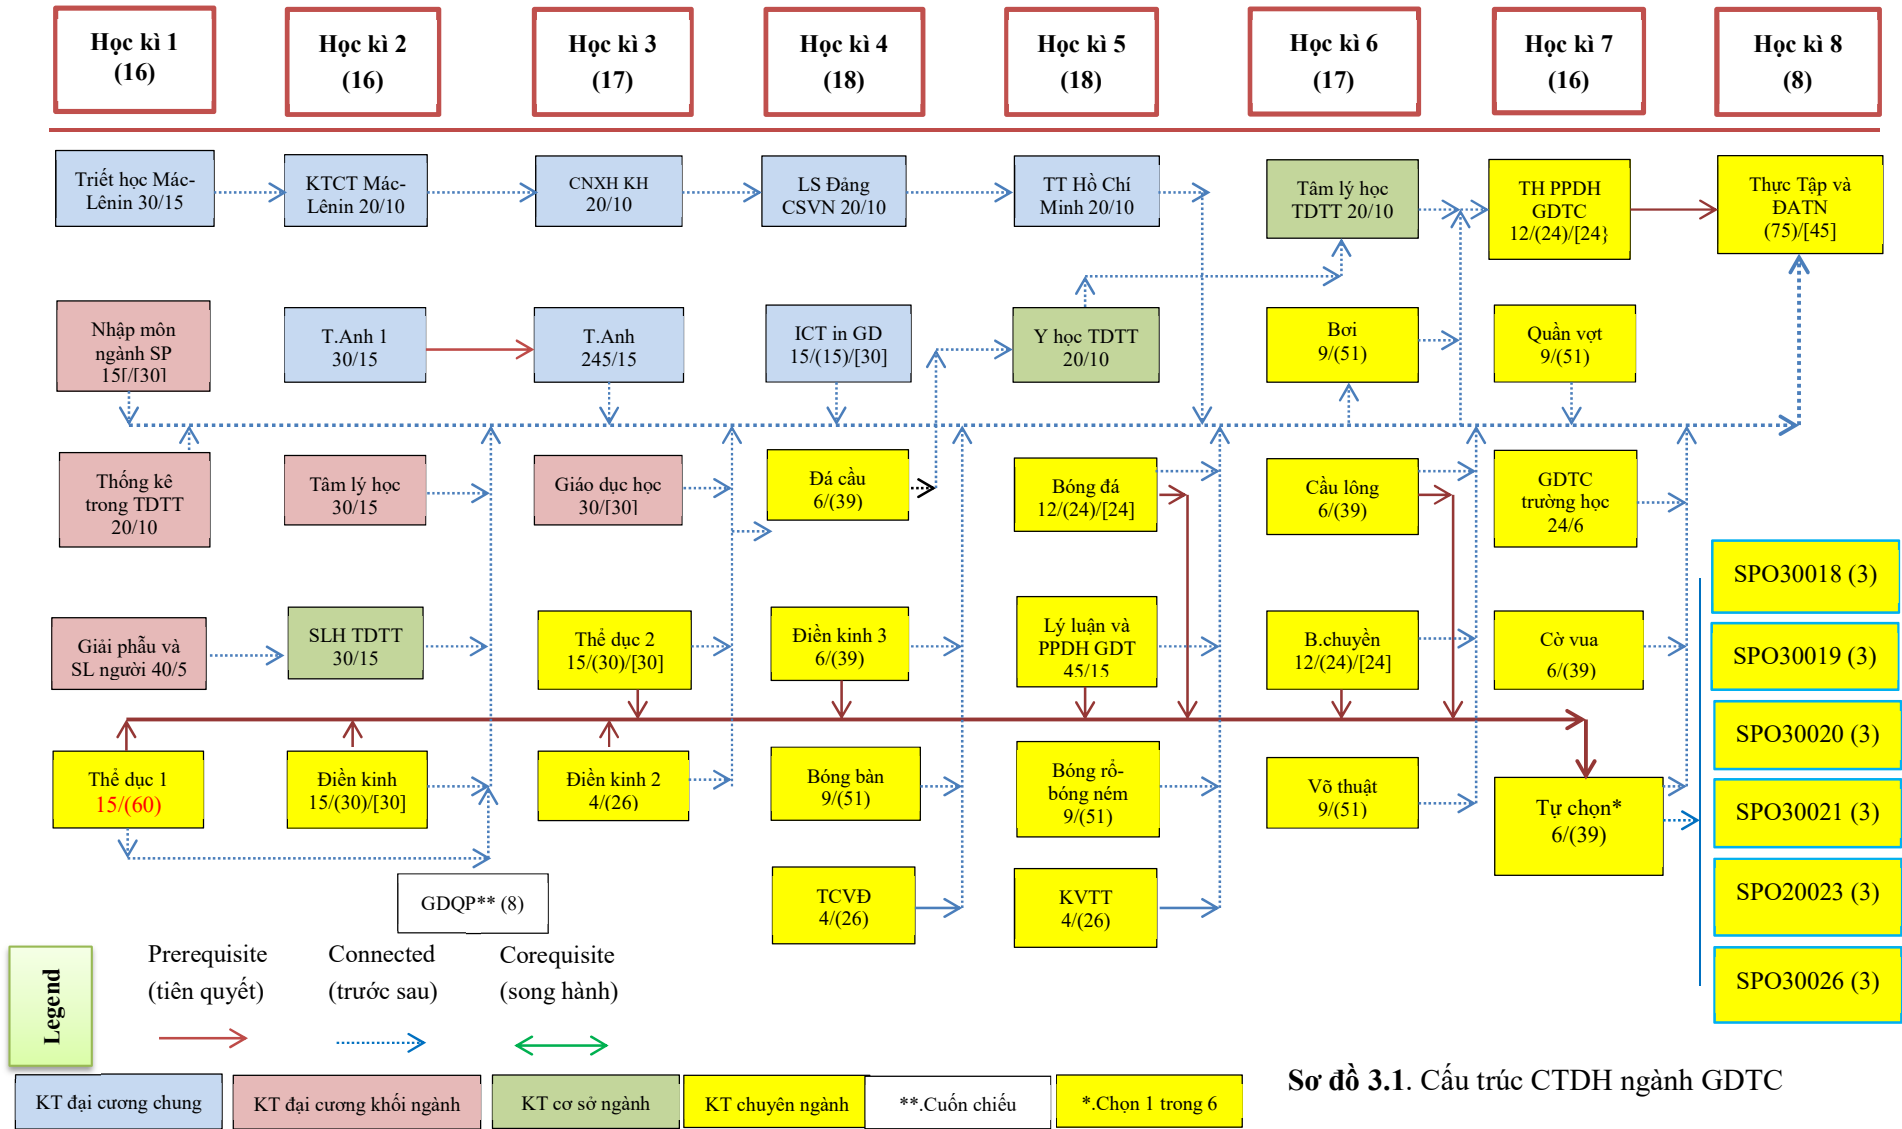 Học kì 1
(16)
Học kì 2
(16)
Học kì 3
(17)
Học kì 4
(18)
Học kì 5
(18)
Học kì 6
(17)
Học kì 7
(16)
Học kì 8
(8)
Triết học Mác-
Lênin 30/15
KTCT Mác-
Lênin 20/10
CNXH KH
20/10
LS Đảng
CSVN 20/10
TT Hồ Chí
Minh 20/10
Tâm lý học
TDTT 20/10
TH PPDH
GDTC
12/(24)/[24}
Thực Tập và
ĐATN
(75)/[45]
Nhập môn
ngành SP
15[/[30]
T.Anh 1
30/15
T.Anh
245/15
ICT in GD
15/(15)/[30]
Y học TDTT
20/10
Bơi
9/(51)
Quần vợt
9/(51)
Thống kê
trong TDTT
20/10
Tâm lý học
30/15
Giáo dục học
30/[30]
Đá cầu
6/(39)
Bóng đá
12/(24)/[24]
Cầu lông
6/(39)
GDTC
trường học
24/6
Giải phẫu và
SL người 40/5
SLH TDTT
30/15
Thể dục 2
15/(30)/[30]
Điền kinh 3
6/(39)
Lý luận và
PPDH GDT
45/15
B.chuyền
12/(24)/[24]
Cờ vua
6/(39)
Thể dục 1
15/(60)
Điền kinh
15/(30)/[30]
Điền kinh 2
4/(26)
Bóng bàn
9/(51)
Bóng rổ-
bóng ném
9/(51)
Võ thuật
9/(51)
Tự chọn*
6/(39)
SPO30018 (3)
SPO30019 (3)
SPO30020 (3)
SPO30021 (3)
SPO20023 (3)
SPO30026 (3)
GDQP** (8)
TCVĐ
4/(26)
KVTT
4/(26)
Legend
Prerequisite
(tiên quyết)
Connected
(trước sau)
Corequisite
(song hành)
KT đại cương chung
KT đại cương khối ngành
KT cơ sở ngành
KT chuyên ngành
**.Cuốn chiếu
*.Chọn 1 trong 6
Sơ đồ 3.1. Cấu trúc CTDH ngành GDTC